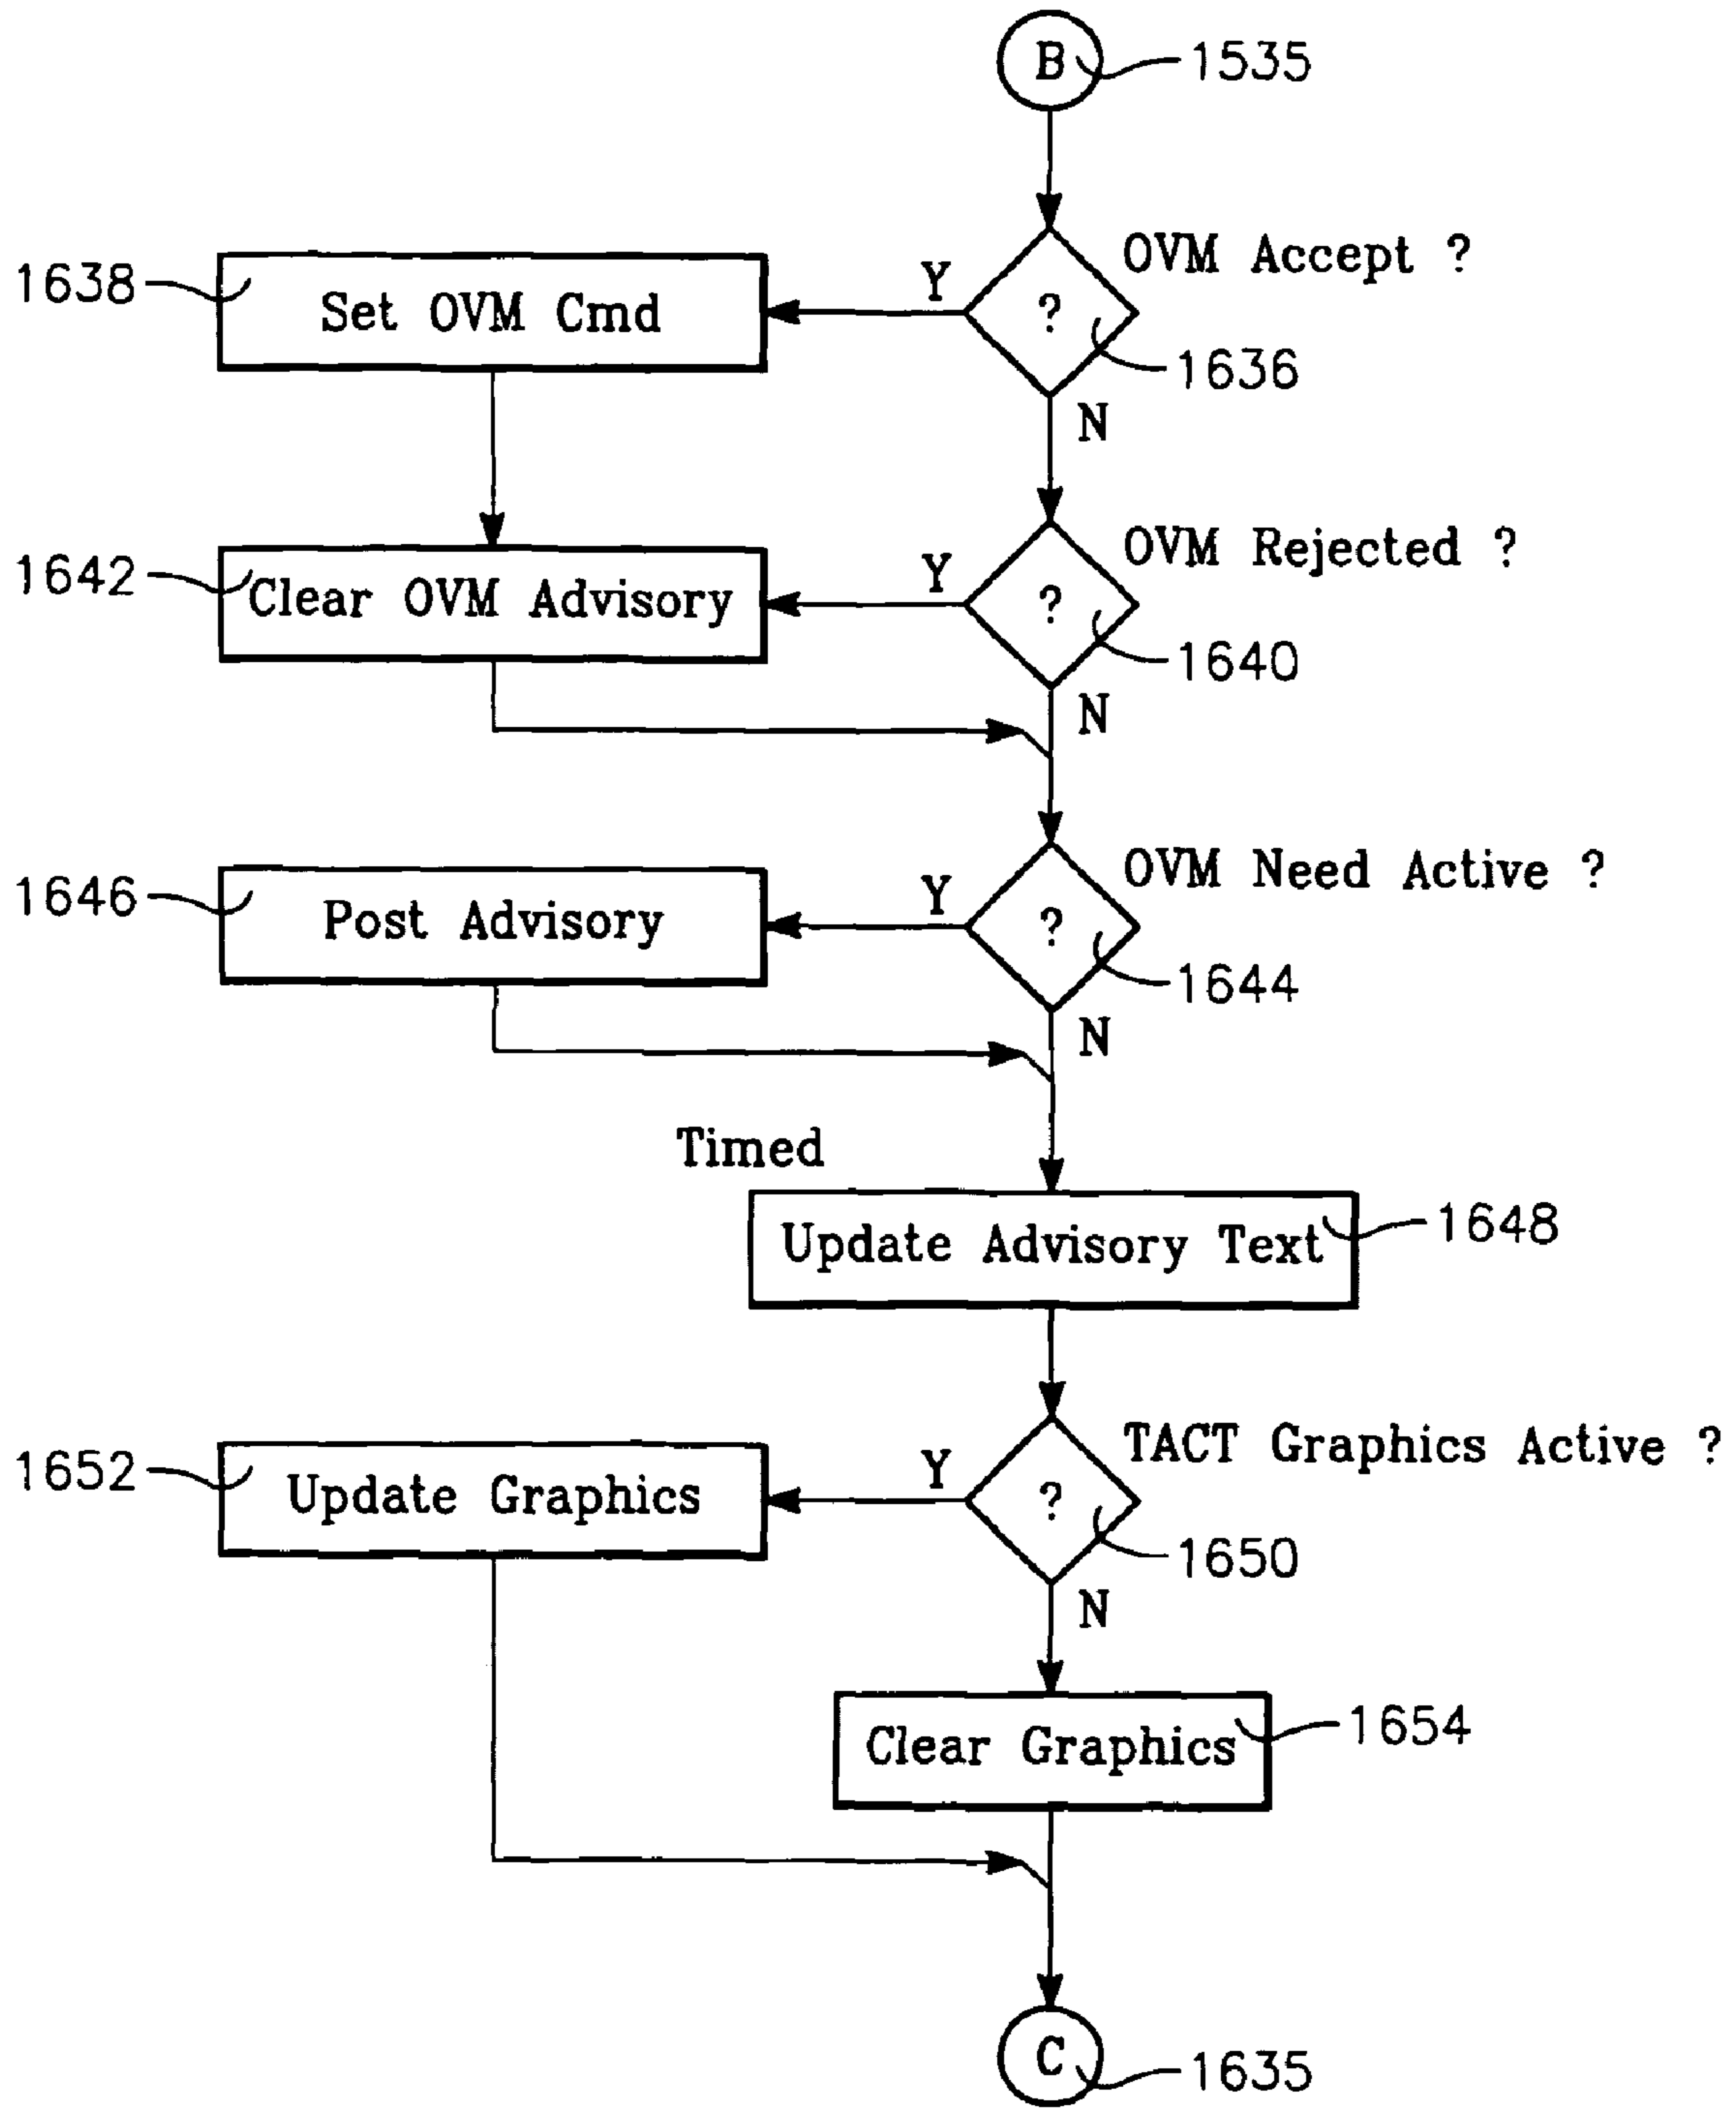 B
1535
OVM Accept ?
1638
Set OVM Cmd
Y
?
1636
N
OVM Rejected ?
1642
Clear OVM Advisory
Y
?
1640
N
OVM Need Active ?
1646
Post Advisory
Y
?
1644
N
Timed
Update Advisory Text
1648
TACT Graphics Active ?
1652
Update Graphics
Y
?
1650
N
Clear Graphics
1654
C
1635